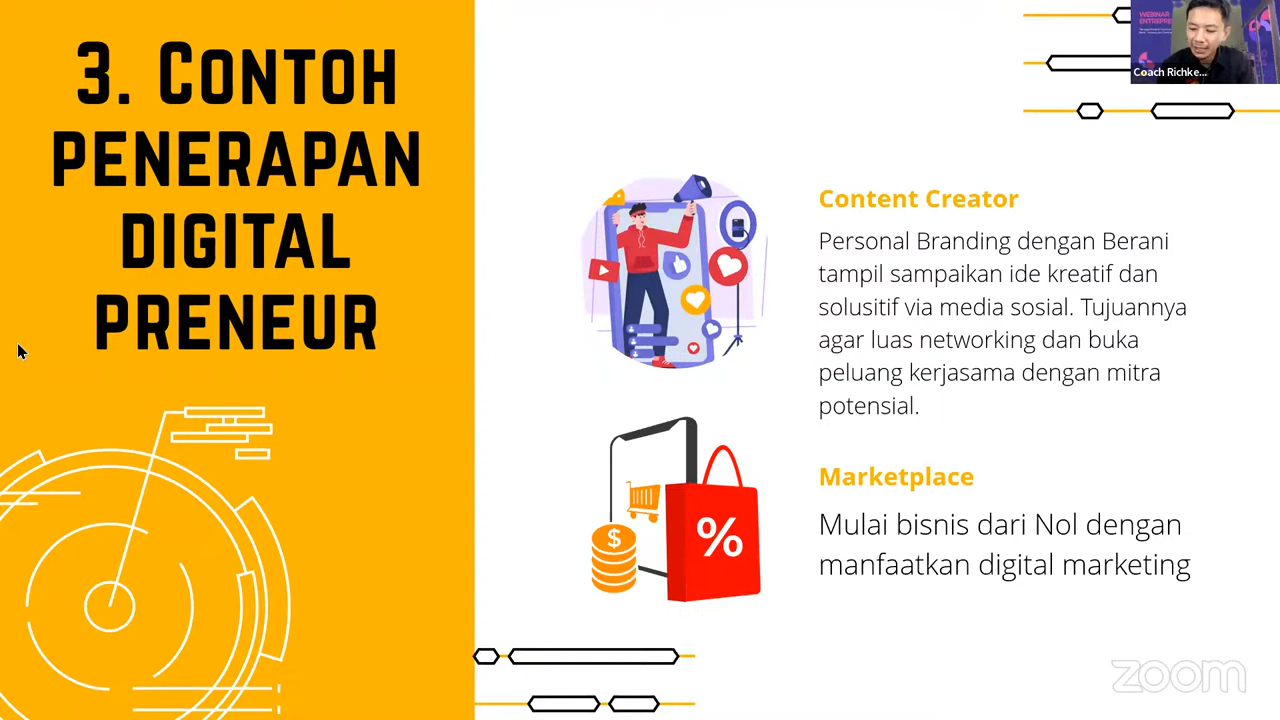 3. CONTOH
PENERAPAN
DIGITAL
PRENEUR
WEBINAR
Coach Richke...
Content Creator
Personal Branding dengan Berani
tampil sampaikan ide kreatif dan
solusitif via media sosial. Tujuannya
agar luas networking dan buka
peluang kerjasama dengan mitra
potensial.
$
%
Marketplace
Mulai bisnis dari Nol dengan
manfaatkan digital marketing
zoom